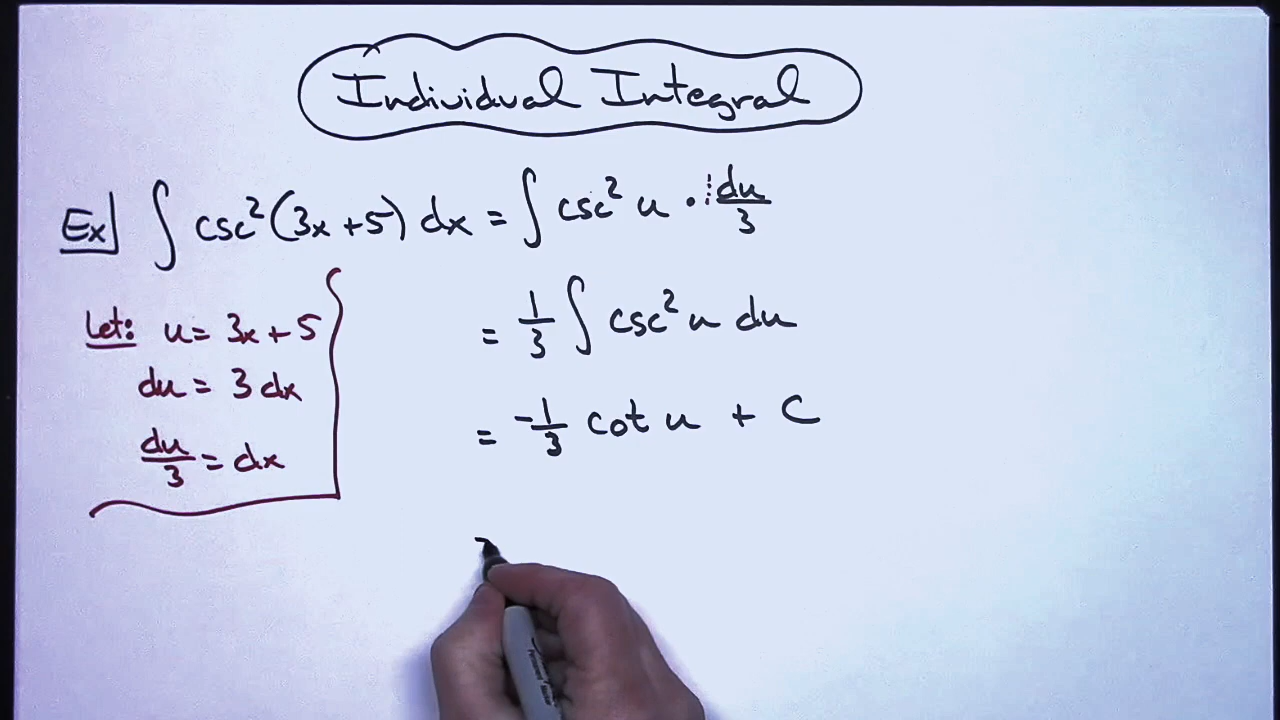 Individual Integral
Ex] ∫ csc²(3x+5) dx = ∫ csc² u · du/3
= 1/3 ∫ csc² u du
= -1/3 cot u + C
Let: u = 3x + 5
du = 3 dx
du/3 = dx